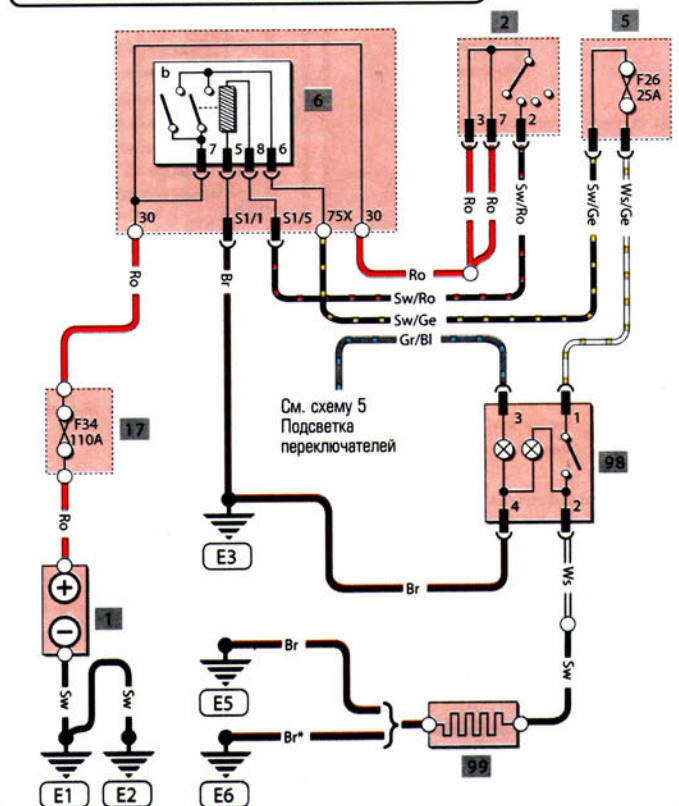 2
5
b
6
F26
25A
7
5
8
6
3
7
2
30
S1/1
S1/5
75X
30
Ro
Br
Ro
Ro
Sw/Ro
Sw/Ge
Ws/Ge
Ro
Sw/Ro
Sw/Ge
Gr/Bl
См. схему 5
Подсветка
переключателей
F34
110A
17
3
1
98
4
2
Ro
E3
Br
Ws
1
Sw
Sw
Br
Sw
E5
Br*
99
E1
E2
E6